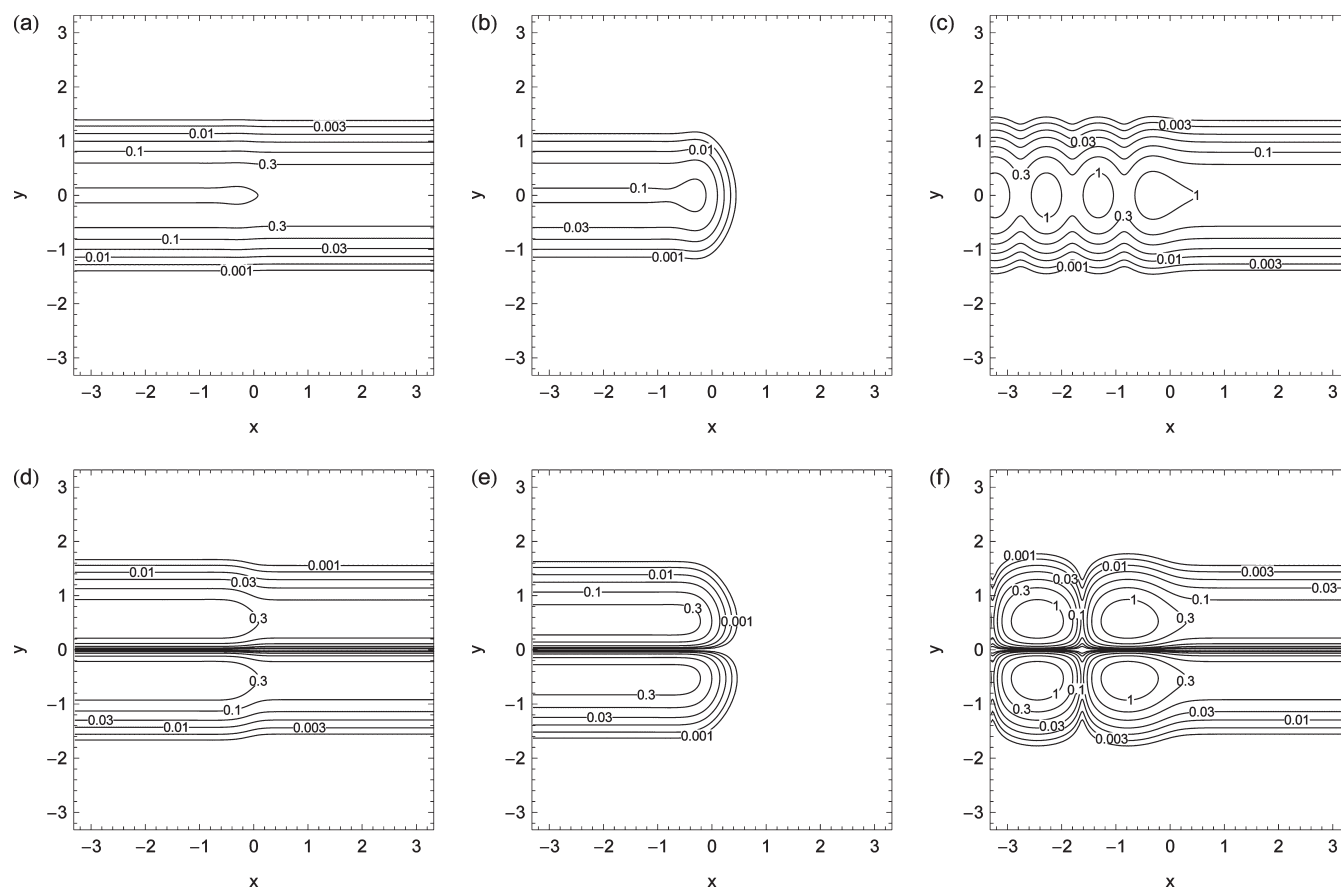 (a) (b) (c)
3 3 3
0.003 0.003
2 2 2
0.01 0.03
1 1 1
0.1 0.3 0.01 0.3 1 0.1
y 0 y 0 0.1 y 0 1
0.3 0.03 1 0.3
−1 0.1 0.03 −1 −1 0.01
0.01 0.001 0.001 0.001 0.003
−2 −2 −2
−3 −3 −3
−3 −2 −1 0 1 2 3 −3 −2 −1 0 1 2 3 −3 −2 −1 0 1 2 3
x x x
(d) (e) (f)
3 3 3
2 2 2
0.001 0.001
0.01 0.03 0.01 0.03 0.01 0.003
1 1 0.1 1 0.3 1 0.1 1 0.1 0.03
0.3 0.3 0.001 0.3
y 0 y 0 y 0
0.3 0.1 0.3
−1 0.1 −1 0.3 −1 0.3 1 1
0.03 0.01 0.003 0.03 0.03 0.03 0.01
0.001 0.003
−2 −2 −2
−3 −3 −3
−3 −2 −1 0 1 2 3 −3 −2 −1 0 1 2 3 −3 −2 −1 0 1 2 3
x x x